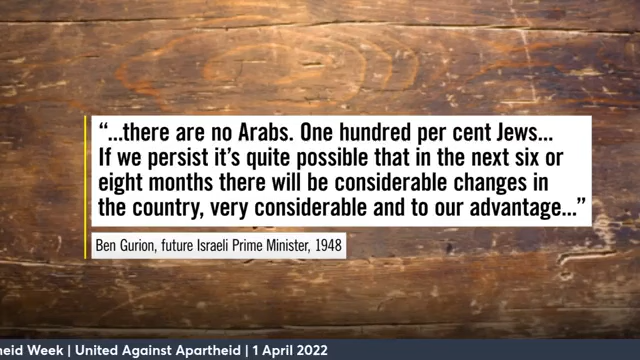 “...there are no Arabs. One hundred per cent Jews...
If we persist it’s quite possible that in the next six or
eight months there will be considerable changes in
the country, very considerable and to our advantage...”
Ben Gurion, future Israeli Prime Minister, 1948
heid Week | United Against Apartheid | 1 April 2022